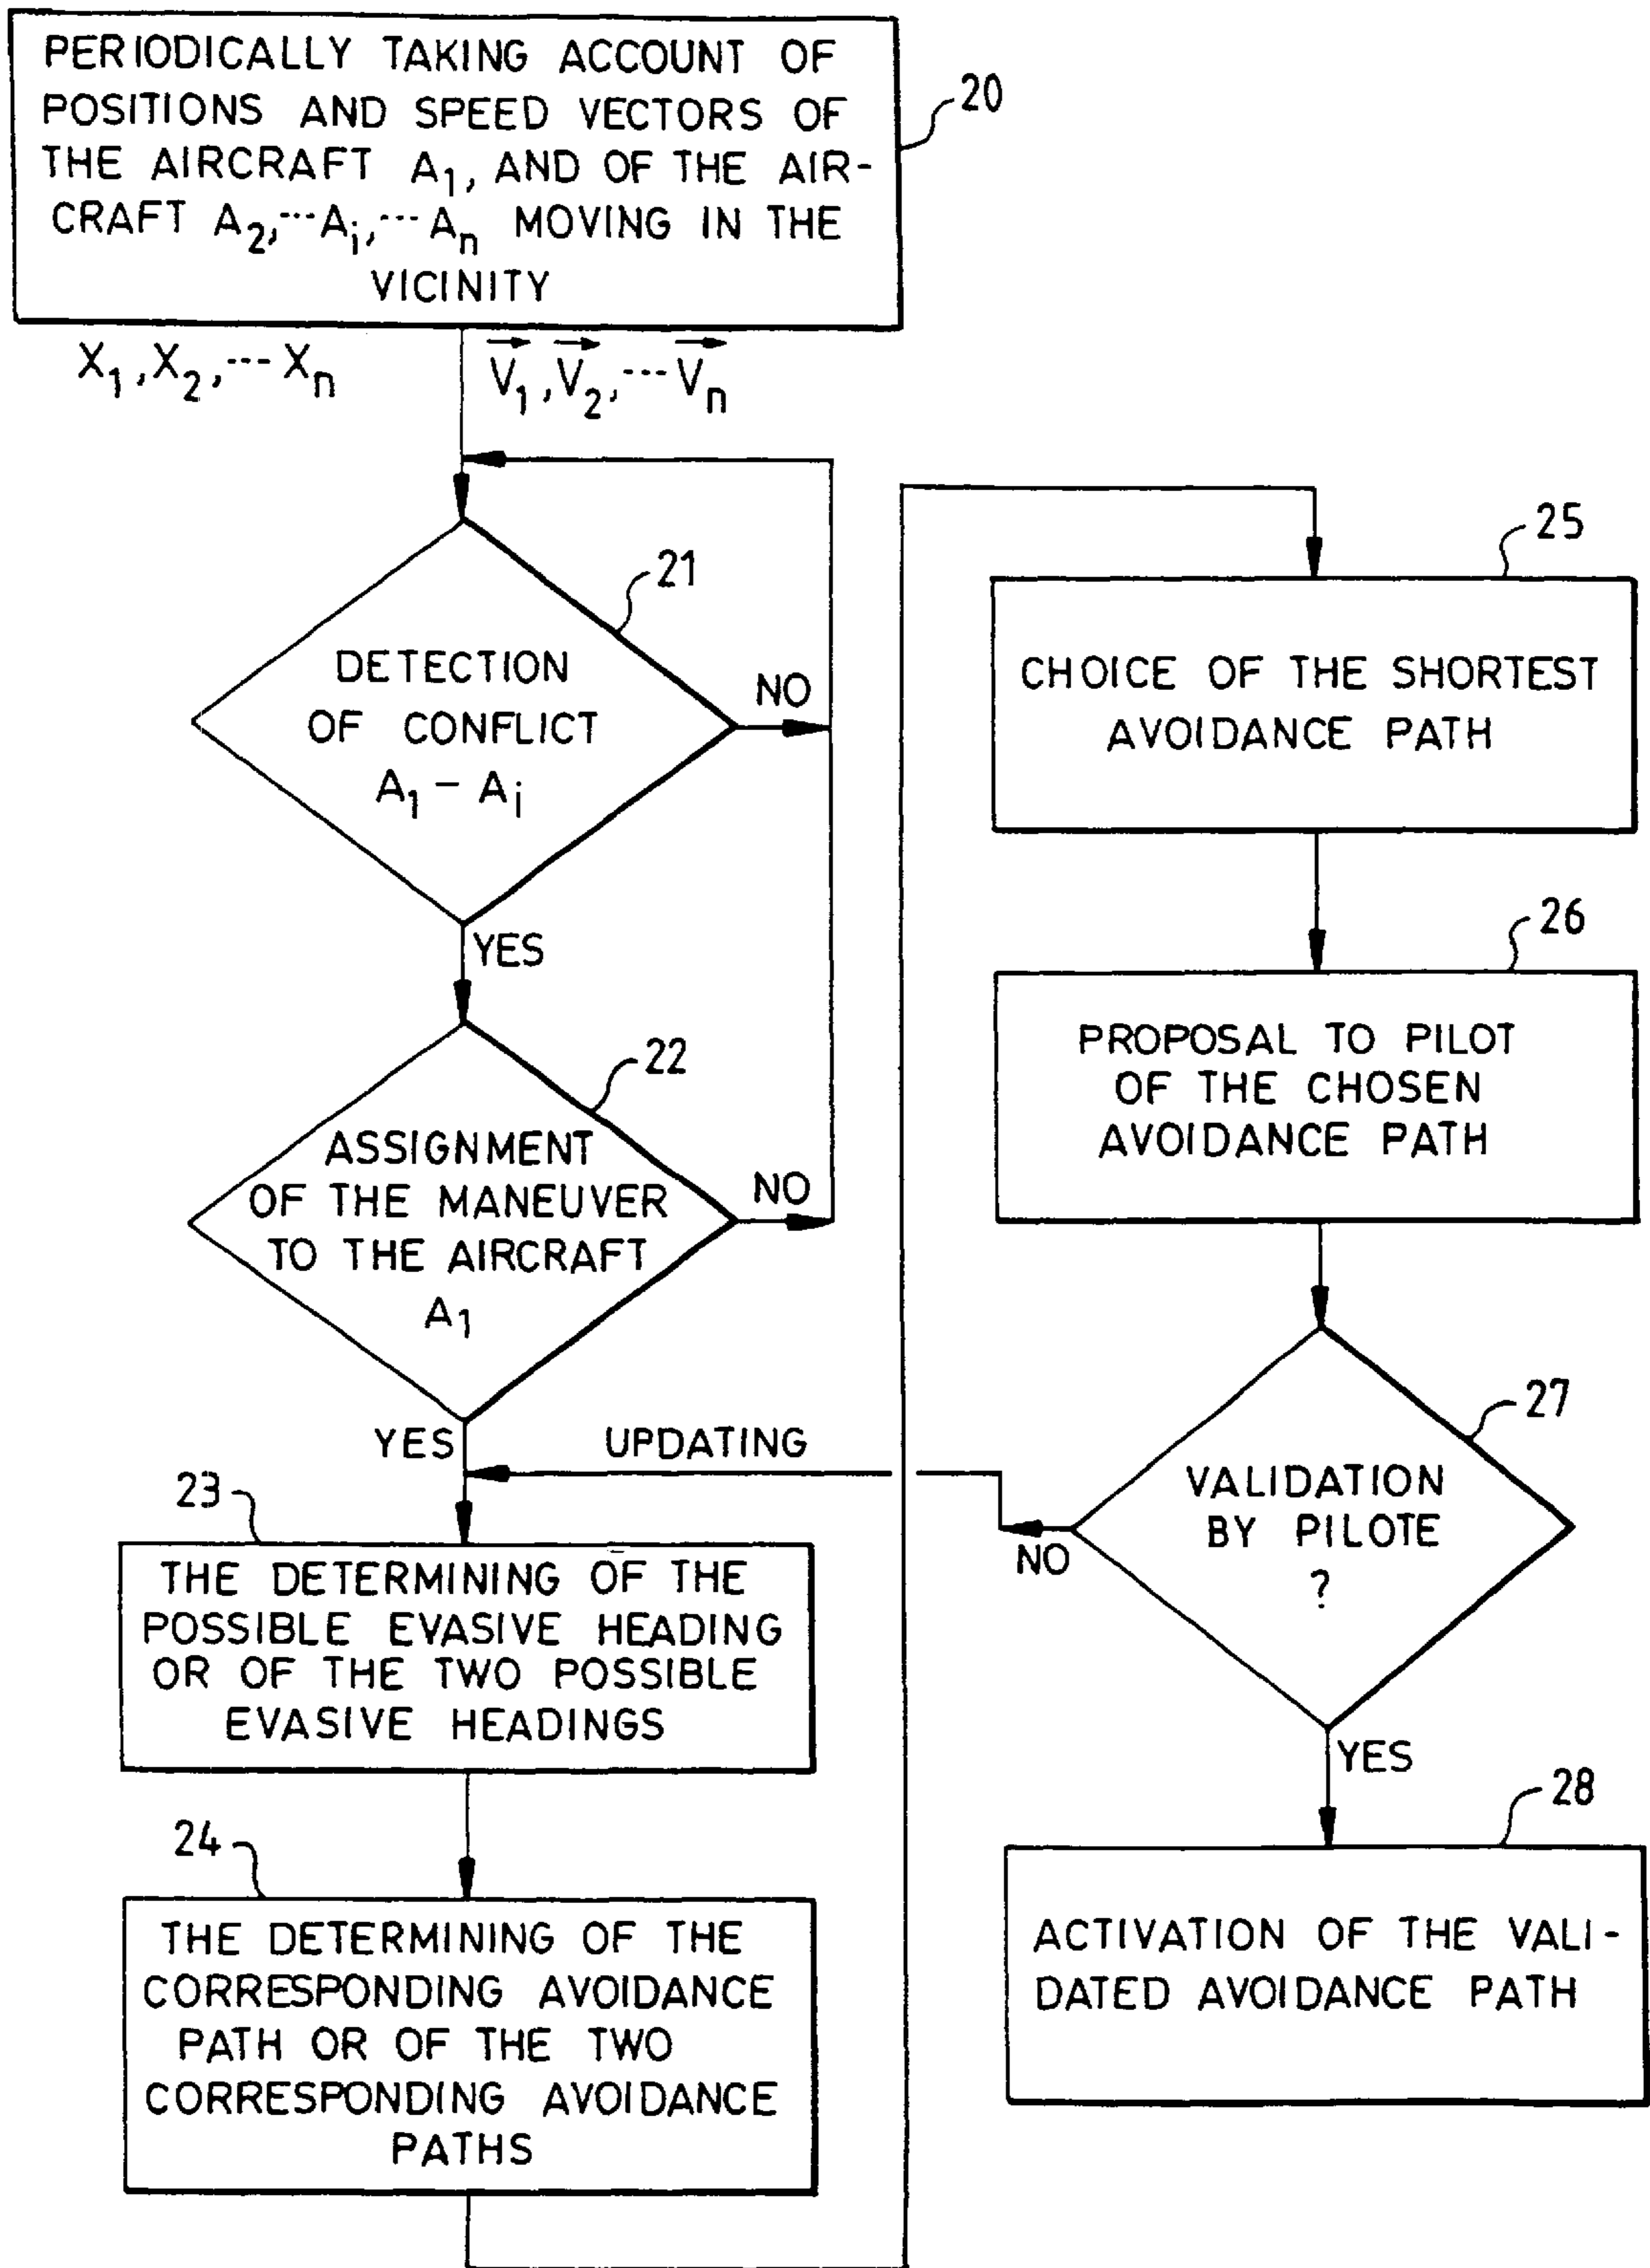 PERIODICALLY TAKING ACCOUNT OF
POSITIONS AND SPEED VECTORS OF
THE AIRCRAFT A₁, AND OF THE AIR-
CRAFT A₂,···Aᵢ,···Aₙ MOVING IN THE
VICINITY
20
X₁,X₂,···Xₙ
V⃗₁,V⃗₂,···V⃗ₙ
21
DETECTION
OF CONFLICT
A₁ – Aᵢ
NO
YES
22
ASSIGNMENT
OF THE MANEUVER
TO THE AIRCRAFT
A₁
NO
YES
UPDATING
23
THE DETERMINING OF THE
POSSIBLE EVASIVE HEADING
OR OF THE TWO POSSIBLE
EVASIVE HEADINGS
24
THE DETERMINING OF THE
CORRESPONDING AVOIDANCE
PATH OR OF THE TWO
CORRESPONDING AVOIDANCE
PATHS
25
CHOICE OF THE SHORTEST
AVOIDANCE PATH
26
PROPOSAL TO PILOT
OF THE CHOSEN
AVOIDANCE PATH
27
VALIDATION
BY PILOTE
?
NO
YES
28
ACTIVATION OF THE VALI-
DATED AVOIDANCE PATH